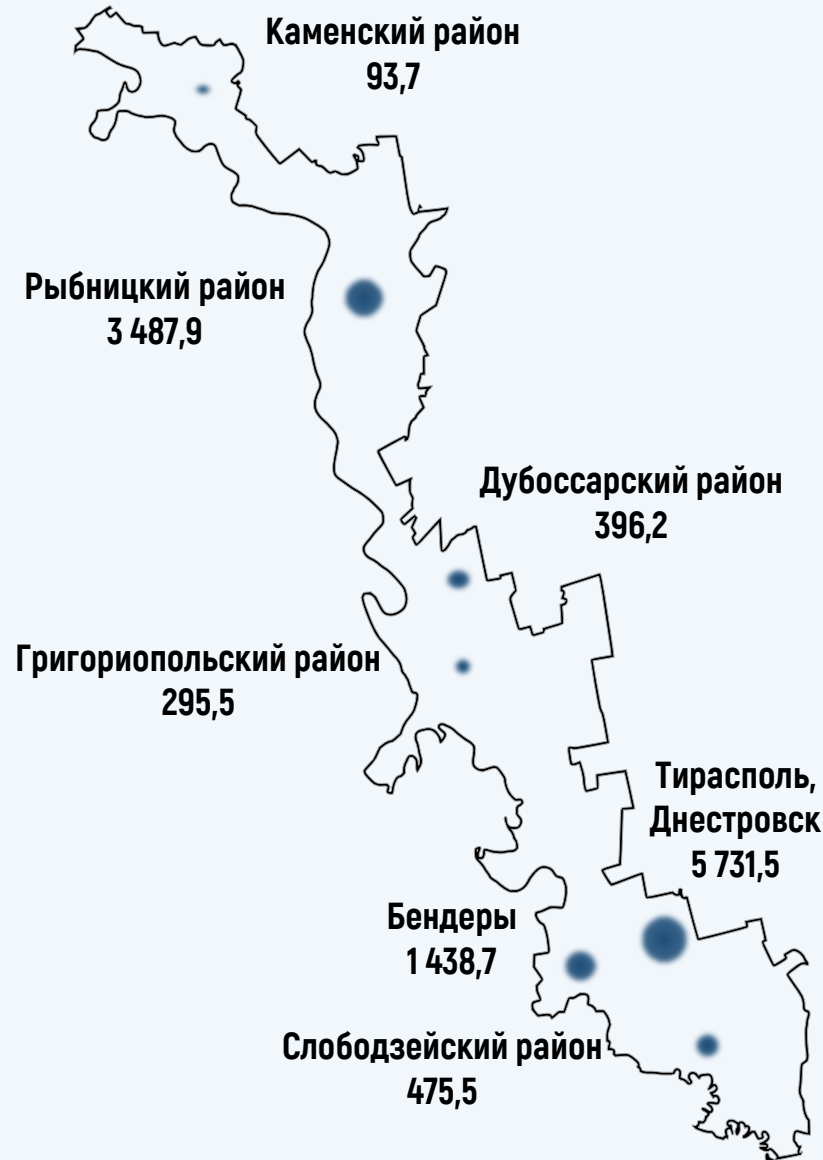 Каменский район
93,7
Рыбницкий район
3 487,9
Дубоссарский район
396,2
Григориопольский район
295,5
Тирасполь,
Днестровск
5 731,5
Бендеры
1 438,7
Слободзейский район
475,5